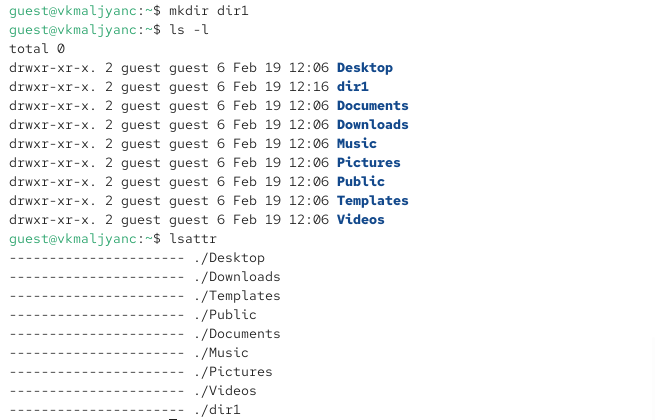 guest@vkmaljyanc:~$ mkdir dir1
guest@vkmaljyanc:~$ ls -l
total 0
drwxr-xr-x. 2 guest guest 6 Feb 19 12:06 Desktop
drwxr-xr-x. 2 guest guest 6 Feb 19 12:16 dir1
drwxr-xr-x. 2 guest guest 6 Feb 19 12:06 Documents
drwxr-xr-x. 2 guest guest 6 Feb 19 12:06 Downloads
drwxr-xr-x. 2 guest guest 6 Feb 19 12:06 Music
drwxr-xr-x. 2 guest guest 6 Feb 19 12:06 Pictures
drwxr-xr-x. 2 guest guest 6 Feb 19 12:06 Public
drwxr-xr-x. 2 guest guest 6 Feb 19 12:06 Templates
drwxr-xr-x. 2 guest guest 6 Feb 19 12:06 Videos
guest@vkmaljyanc:~$ lsattr
---------------------- ./Desktop
---------------------- ./Downloads
---------------------- ./Templates
---------------------- ./Public
---------------------- ./Documents
---------------------- ./Music
---------------------- ./Pictures
---------------------- ./Videos
---------------------- ./dir1